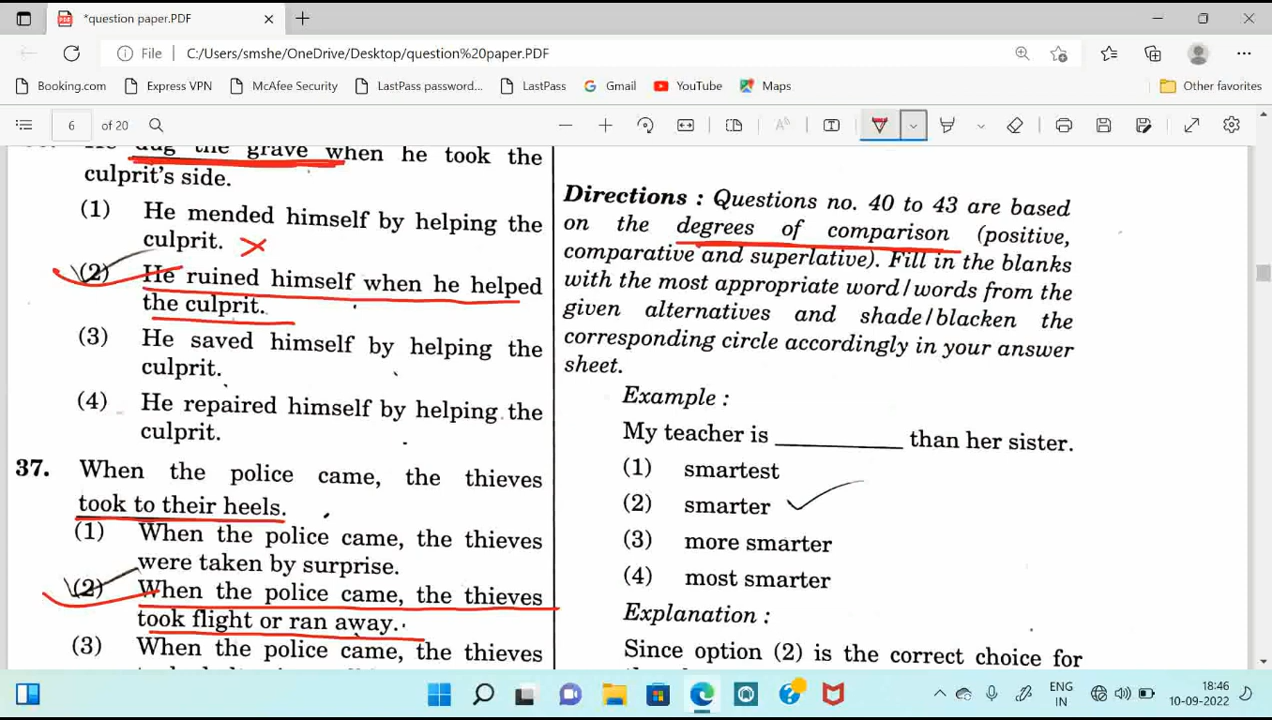 *question paper.PDF
File
C:/Users/smshe/OneDrive/Desktop/question%20paper.PDF
Booking.com
Express VPN
McAfee Security
LastPass password...
LastPass
Gmail
YouTube
Maps
Other favorites
6 of 20
dug the grave when he took the
culprit's side.
(1) He mended himself by helping the
culprit.
(2) He ruined himself when he helped
the culprit.
(3) He saved himself by helping the
culprit.
(4) He repaired himself by helping the
culprit.
37. When the police came, the thieves
took to their heels.
(1) When the police came, the thieves
were taken by surprise.
(2) When the police came, the thieves
took flight or ran away.
(3) When the police came, the thieves
Directions : Questions no. 40 to 43 are based
on the degrees of comparison (positive,
comparative and superlative). Fill in the blanks
with the most appropriate word/words from the
given alternatives and shade/blacken the
corresponding circle accordingly in your answer
sheet.
Example :
My teacher is __________ than her sister.
(1) smartest
(2) smarter
(3) more smarter
(4) most smarter
Explanation :
Since option (2) is the correct choice for
ENG
IN
18:46
10-09-2022